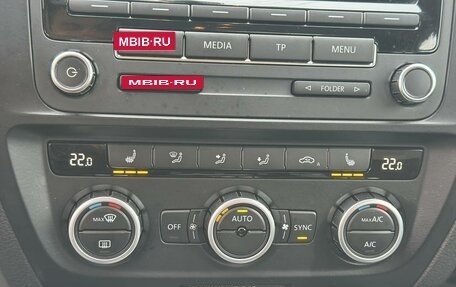 MBIB·RU
MEDIA
TP
MENU
MBIB-RU
FOLDER
22.0
22.0
MAX
OFF
AUTO
SYNC
MAX A/C
A/C